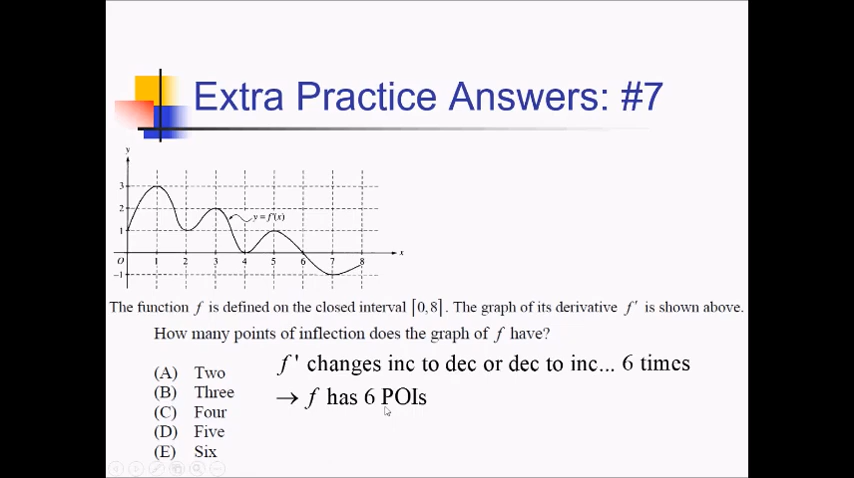 Extra Practice Answers: #7
y
3
2
y = f'(x)
1
O 1 2 3 4 5 6 7 8 x
-1
The function f is defined on the closed interval [0,8]. The graph of its derivative f' is shown above.
How many points of inflection does the graph of f have?
f' changes inc to dec or dec to inc... 6 times
(A) Two
(B) Three
→ f has 6 POIs
(C) Four
(D) Five
(E) Six